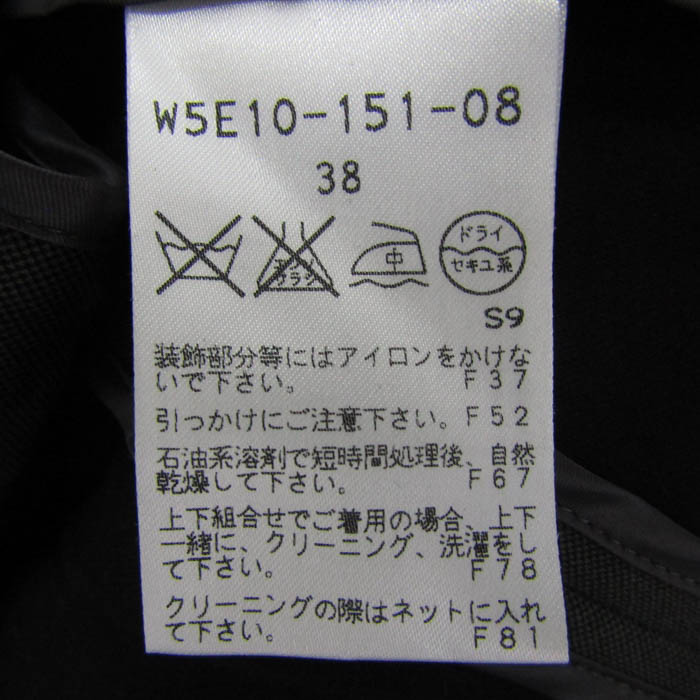 W5E10-151-08
38
エンソ
サラシ
中
ドライ
セキユ系
S9
装飾部分等にはアイロンをかけな
いで下さい。 F37
引っかけにご注意下さい。F52
石油系溶剤で短時間処理後、自然
乾燥して下さい。 F67
上下組合せでご着用の場合、上下
一緒に、クリーニング、洗濯をし
て下さい。 F78
クリーニングの際はネットに入れ
て下さい。 F81